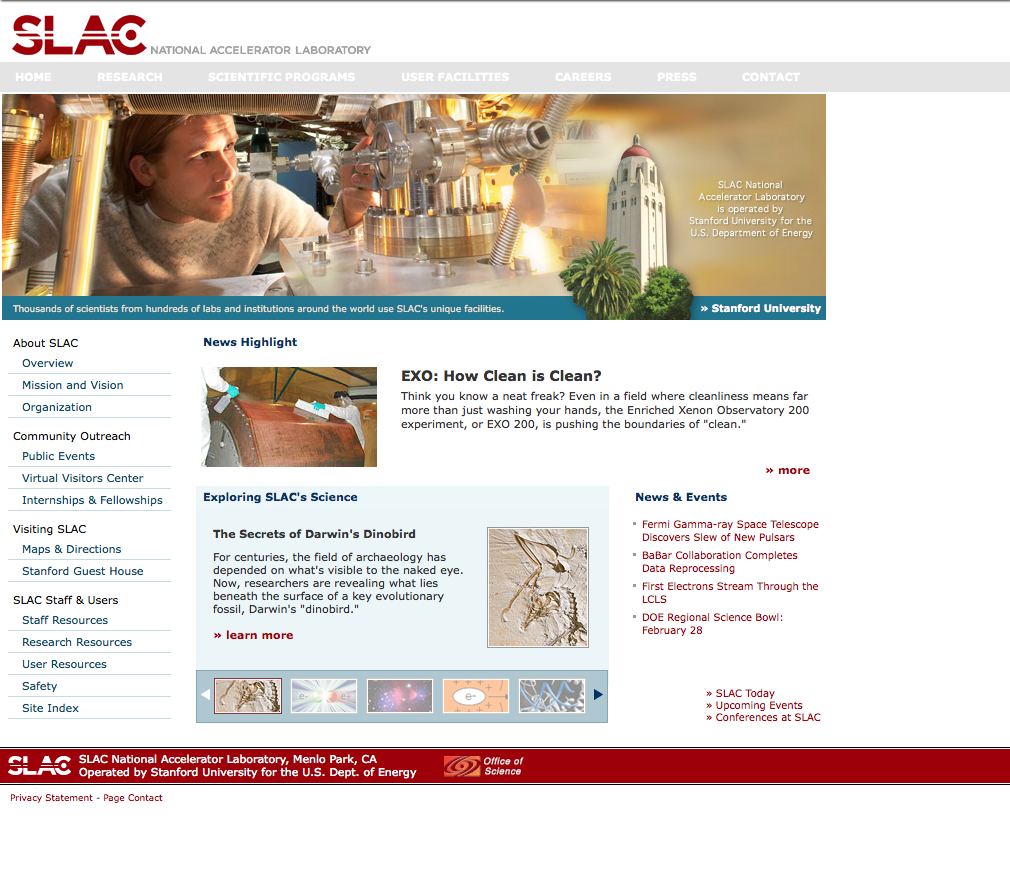 SLAC NATIONAL ACCELERATOR LABORATORY
HOME RESEARCH SCIENTIFIC PROGRAMS USER FACILITIES CAREERS PRESS CONTACT
SLAC National
Accelerator Laboratory
is operated by
Stanford University for the
U.S. Department of Energy
Thousands of scientists from hundreds of labs and institutions around the world use SLAC's unique facilities.
» Stanford University
About SLAC
Overview
Mission and Vision
Organization
Community Outreach
Public Events
Virtual Visitors Center
Internships & Fellowships
Visiting SLAC
Maps & Directions
Stanford Guest House
SLAC Staff & Users
Staff Resources
Research Resources
User Resources
Safety
Site Index
News Highlight
EXO: How Clean is Clean?
Think you know a neat freak? Even in a field where cleanliness means far
more than just washing your hands, the Enriched Xenon Observatory 200
experiment, or EXO 200, is pushing the boundaries of "clean."
» more
Exploring SLAC's Science
The Secrets of Darwin's Dinobird
For centuries, the field of archaeology has
depended on what's visible to the naked eye.
Now, researchers are revealing what lies
beneath the surface of a key evolutionary
fossil, Darwin's "dinobird."
» learn more
e- e+
e-
News & Events
Fermi Gamma-ray Space Telescope
Discovers Slew of New Pulsars
BaBar Collaboration Completes
Data Reprocessing
First Electrons Stream Through the
LCLS
DOE Regional Science Bowl:
February 28
» SLAC Today
» Upcoming Events
» Conferences at SLAC
SLAC
SLAC National Accelerator Laboratory, Menlo Park, CA
Operated by Stanford University for the U.S. Dept. of Energy
Office of
Science
Privacy Statement - Page Contact